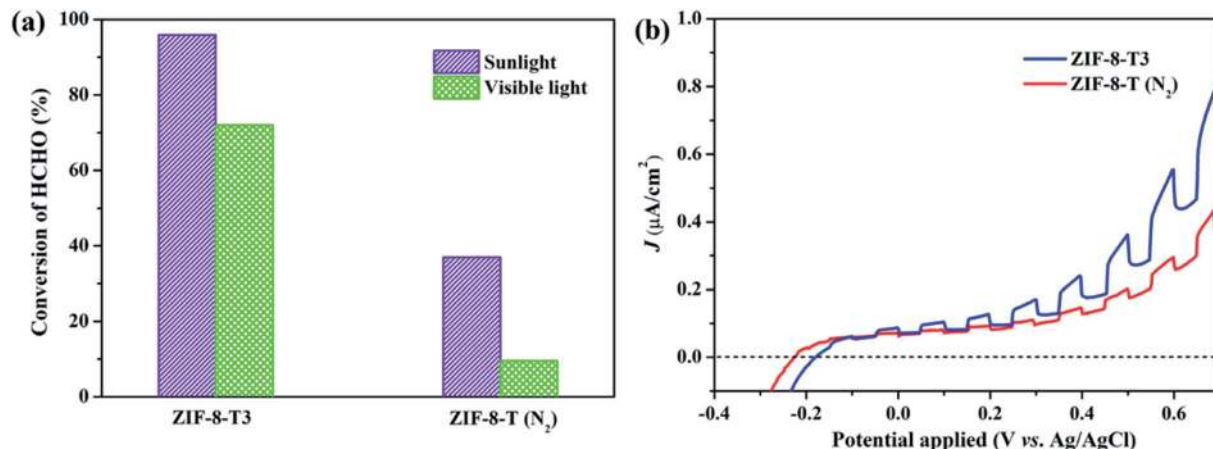 (a)
100
80
60
40
20
0
Conversion of HCHO (%)
Sunlight
Visible light
ZIF-8-T3
ZIF-8-T (N₂)
(b)
1.0
0.8
0.6
0.4
0.2
0.0
J (μA/cm²)
ZIF-8-T3
ZIF-8-T (N₂)
-0.4
-0.2
0.0
0.2
0.4
0.6
Potential applied (V vs. Ag/AgCl)